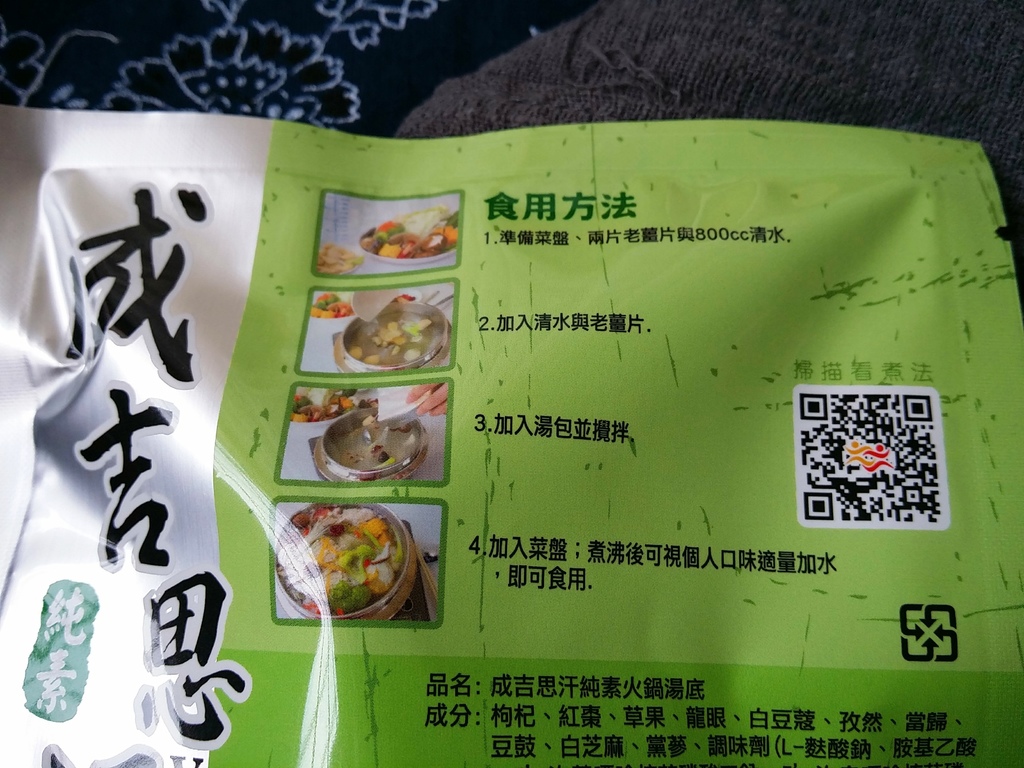 成吉思
純素
食用方法
1.準備菜盤、兩片老薑片與800cc清水.
2.加入清水與老薑片.
3.加入湯包並攪拌.
4.加入菜盤；煮沸後可視個人口味適量加水
，即可食用.
掃描看煮法
品名: 成吉思汗純素火鍋湯底
成分: 枸杞、紅棗、草果、龍眼、白豆蔻、孜然、當歸、
豆鼓、白芝麻、黨蔘、調味劑(L-麩酸鈉、胺基乙酸